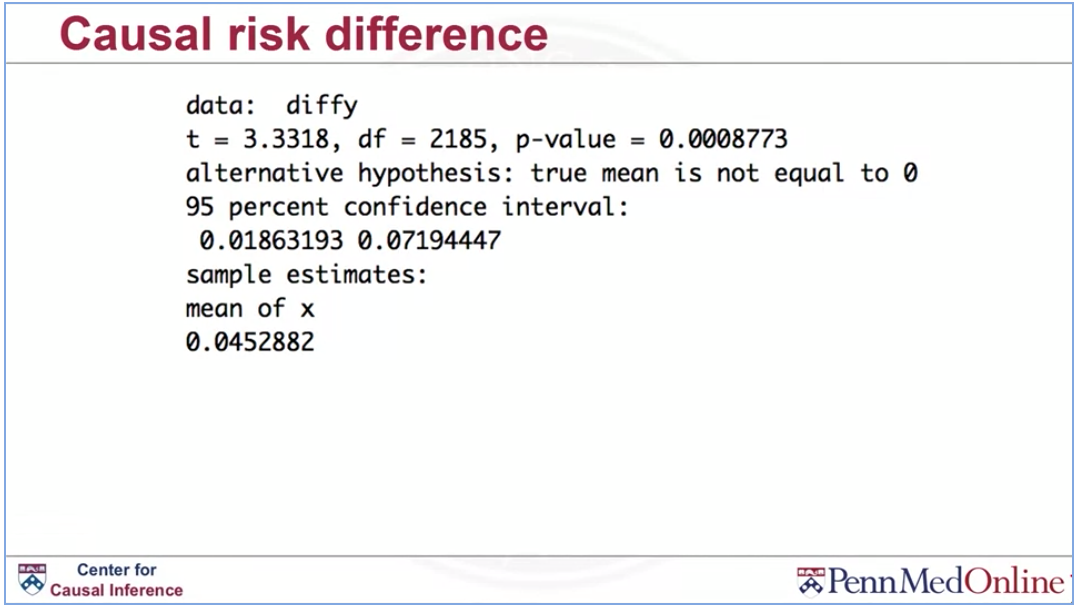 Causal risk difference
data:  diffy
t = 3.3318, df = 2185, p-value = 0.0008773
alternative hypothesis: true mean is not equal to 0
95 percent confidence interval:
 0.01863193 0.07194447
sample estimates:
mean of x
0.0452882
Center for
Causal Inference
PennMedOnline